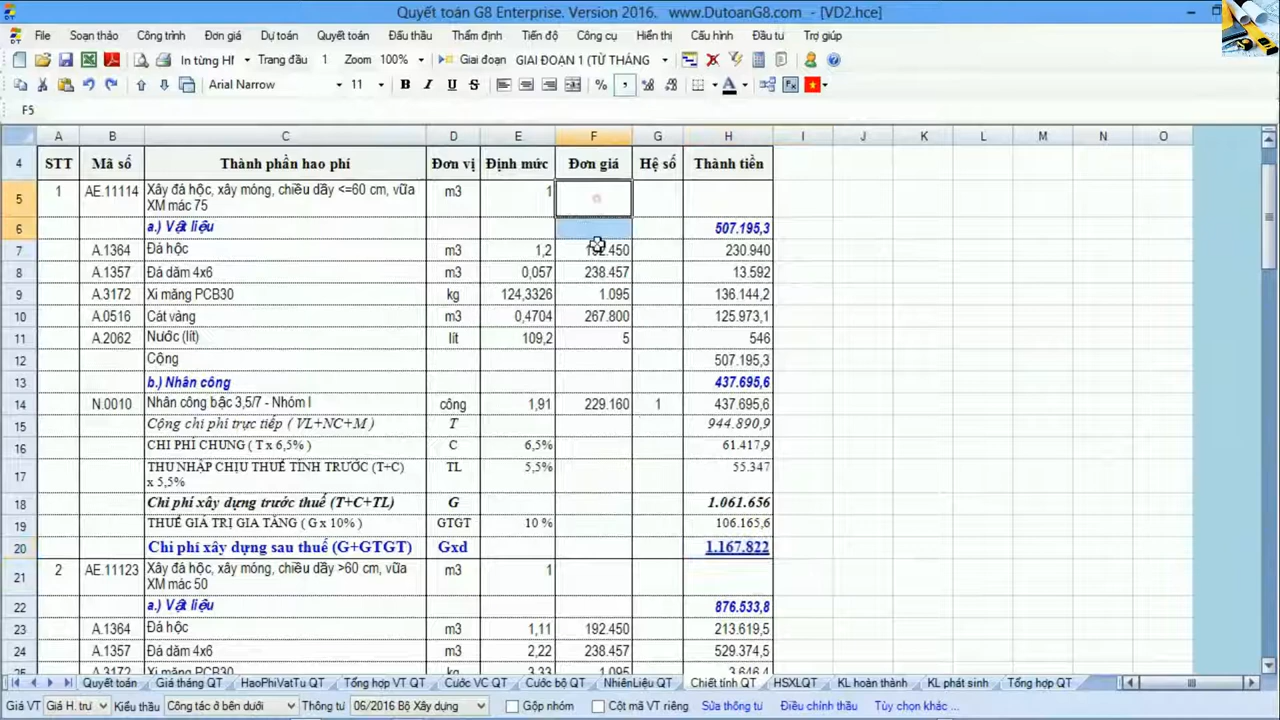 Quyết toán G8 Enterprise. Version 2016. www.DutoanG8.com - [VD2.hce]
File Soạn thảo Công trình Đơn giá Dự toán Quyết toán Đấu thầu Thẩm định Tiến độ Công cụ Hiển thị Cấu hình Đầu tư Trợ giúp
In từng HM Trang đầu 1 Zoom 100% Giai đoạn GIAI ĐOẠN 1 (TỪ THÁNG
Arial Narrow 11 B I U S % , A
F5
A B C D E F G H I J K L M N O
4 STT Mã số Thành phần hao phí Đơn vị Định mức Đơn giá Hệ số Thành tiền
5 1 AE.11114 Xây đá hộc, xây móng, chiều dầy <=60 cm, vữa XM mác 75 m3 1
6 a.) Vật liệu 507.195,3
7 A.1364 Đá hộc m3 1,2 192.450 230.940
8 A.1357 Đá dăm 4x6 m3 0,057 238.457 13.592
9 A.3172 Xi măng PCB30 kg 124,3326 1.095 136.144,2
10 A.0516 Cát vàng m3 0,4704 267.800 125.973,1
11 A.2062 Nước (lít) lít 109,2 5 546
12 Cộng 507.195,3
13 b.) Nhân công 437.695,6
14 N.0010 Nhân công bậc 3,5/7 - Nhóm I công 1,91 229.160 1 437.695,6
15 Cộng chi phí trực tiếp ( VL+NC+M ) T 944.890,9
16 CHI PHÍ CHUNG ( T x 6,5% ) C 6,5% 61.417,9
17 THU NHẬP CHỊU THUẾ TÍNH TRƯỚC (T+C) x 5,5% TL 5,5% 55.347
18 Chi phí xây dựng trước thuế (T+C+TL) G 1.061.656
19 THUẾ GIÁ TRỊ GIA TĂNG ( G x 10% ) GTGT 10 % 106.165,6
20 Chi phí xây dựng sau thuế (G+GTGT) Gxd 1.167.822
21 2 AE.11123 Xây đá hộc, xây móng, chiều dầy >60 cm, vữa XM mác 50 m3 1
22 a.) Vật liệu 876.533,8
23 A.1364 Đá hộc m3 1,11 192.450 213.619,5
24 A.1357 Đá dăm 4x6 m3 2,22 238.457 529.374,5
25 A.3172 Xi măng PCB30 kg 3,33 1.095 3.646,4
Quyết toán Giá tháng QT HaoPhiVatTu QT Tổng hợp VT QT Cước VC QT Cước bộ QT NhiênLiệu QT Chiết tính QT HSXLQT KL hoàn thành KL phát sinh Tổng hợp QT
Giá VT Giá H. trư Kiểu thầu Công tác ở bên dưới Thông tư 06/2016 Bộ Xây dựng Gộp nhóm Cột mã VT riêng Sửa thông tư Điều chỉnh thầu Tùy chọn khác ...